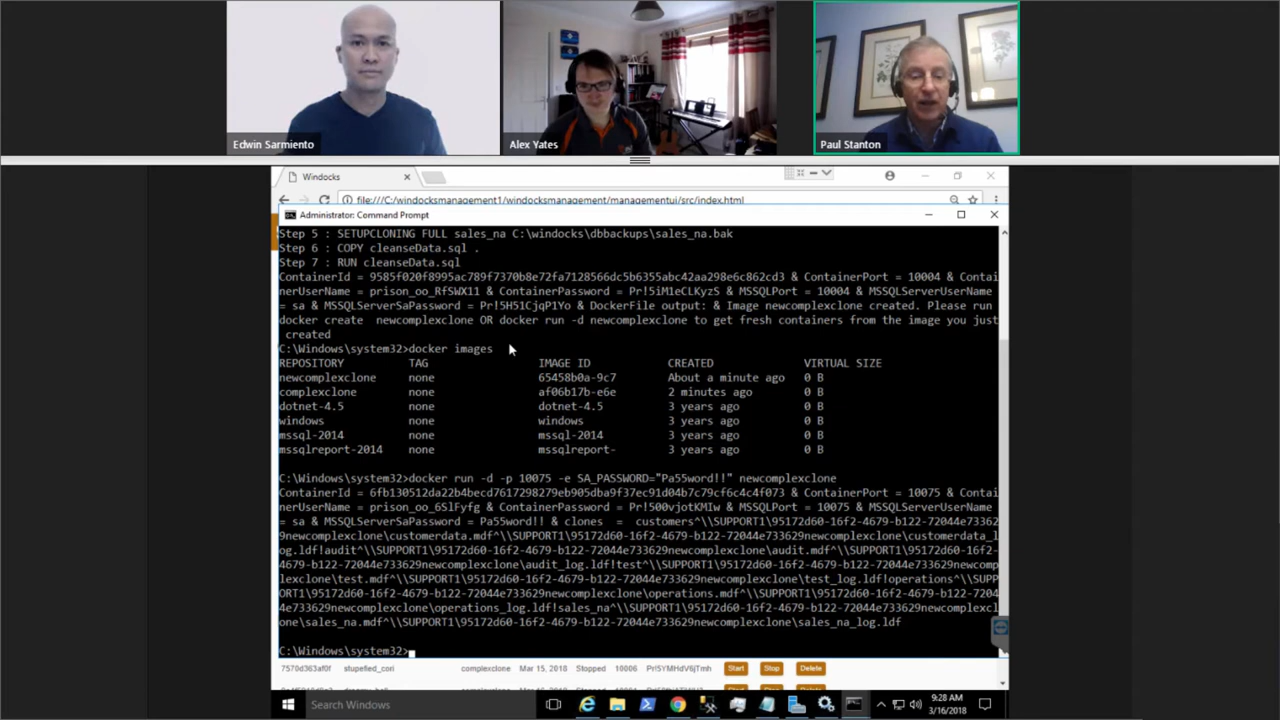 Edwin Sarmiento
Alex Yates
Paul Stanton
Windocks
file:///C:/windocksmanagement1/windocksmanagement/managementui/src/index.html
Administrator: Command Prompt
Step 5 : SETUPCLONING FULL sales_na C:\windocks\dbbackups\sales_na.bak
Step 6 : COPY cleanseData.sql .
Step 7 : RUN cleanseData.sql
ContainerId = 9585f020f8995ac789f7370b8e72fa7128566dc5b6355abc42aa298e6c862cd3 & ContainerPort = 10004 & Contai
nerUserName = prison_oo_RfSWX11 & ContainerPassword = Pr!5iM1eCLKyzS & MSSQLPort = 10004 & MSSQLServerUserName
= sa & MSSQLServerSaPassword = Pr!5H51CjqP1Yo & DockerFile output: & Image newcomplexclone created. Please run
docker create  newcomplexclone OR docker run -d newcomplexclone to get fresh containers from the image you just
created
C:\Windows\system32>docker images
REPOSITORY TAG IMAGE ID CREATED VIRTUAL SIZE
newcomplexclone none 65458b0a-9c7 About a minute ago 0 B
complexclone none af06b17b-e6e 2 minutes ago 0 B
dotnet-4.5 none dotnet-4.5 3 years ago 0 B
windows none windows 3 years ago 0 B
mssql-2014 none mssql-2014 3 years ago 0 B
mssqlreport-2014 none mssqlreport- 3 years ago 0 B
C:\Windows\system32>docker run -d -p 10075 -e SA_PASSWORD="Pa55word!!" newcomplexclone
ContainerId = 6fb130512da22b4becd7617298279eb905dba9f37ec91d04b7c79cf6c4c4f073 & ContainerPort = 10075 & Contai
nerUserName = prison_oo_6SlFyfg & ContainerPassword = Pr!500vjotKMIw & MSSQLPort = 10075 & MSSQLServerUserName
= sa & MSSQLServerSaPassword = Pa55word!! & clones  =  customers^\\SUPPORT1\95172d60-16f2-4679-b122-72044e73362
9newcomplexclone\customerdata.mdf^\\SUPPORT1\95172d60-16f2-4679-b122-72044e733629newcomplexclone\customerdata_l
og.ldf!audit^\\SUPPORT1\95172d60-16f2-4679-b122-72044e733629newcomplexclone\audit.mdf^\\SUPPORT1\95172d60-16f2-
4679-b122-72044e733629newcomplexclone\audit_log.ldf!test^\\SUPPORT1\95172d60-16f2-4679-b122-72044e733629newcomp
lexclone\test.mdf^\\SUPPORT1\95172d60-16f2-4679-b122-72044e733629newcomplexclone\test_log.ldf!operations^\\SUPP
ORT1\95172d60-16f2-4679-b122-72044e733629newcomplexclone\operations.mdf^\\SUPPORT1\95172d60-16f2-4679-b122-7204
4e733629newcomplexclone\operations_log.ldf!sales_na^\\SUPPORT1\95172d60-16f2-4679-b122-72044e733629newcomplexcl
one\sales_na.mdf^\\SUPPORT1\95172d60-16f2-4679-b122-72044e733629newcomplexclone\sales_na_log.ldf
C:\Windows\system32>
7570d363af0f stupefied_cori complexclone Mar 15, 2018 Stopped 10006 Pr!5YMHdV6jTmh Start Stop Delete
Search Windows
9:28 AM
3/16/2018